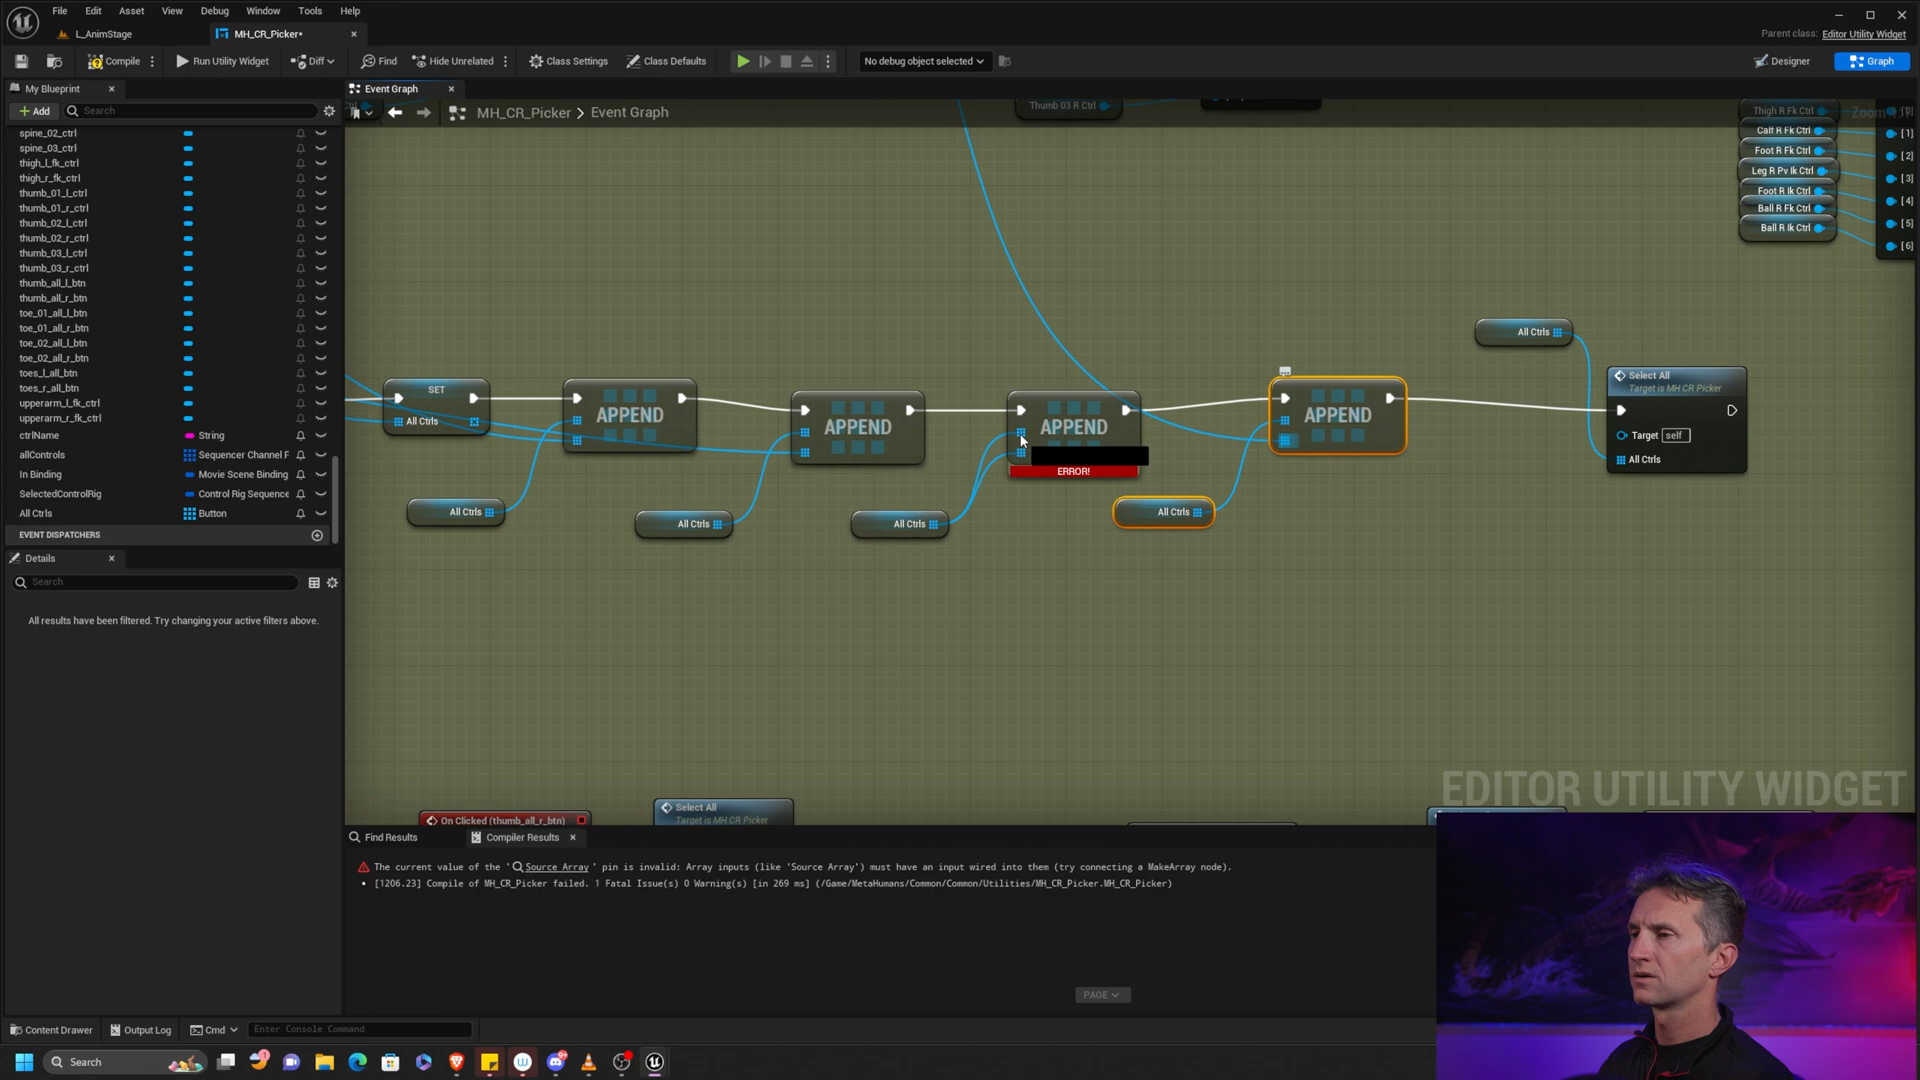 File Edit Asset View Debug Window Tools Help
L_AnimStage
MH_CR_Picker•
Parent class: Editor Utility Widget
Compile
Run Utility Widget
Diff
Find
Hide Unrelated
Class Settings
Class Defaults
No debug object selected
Designer
Graph
My Blueprint
Event Graph
Add
Search
MH_CR_Picker > Event Graph
spine_02_ctrl
spine_03_ctrl
thigh_l_fk_ctrl
thigh_r_fk_ctrl
thumb_01_l_ctrl
thumb_01_r_ctrl
thumb_02_l_ctrl
thumb_02_r_ctrl
thumb_03_l_ctrl
thumb_03_r_ctrl
thumb_all_l_btn
thumb_all_r_btn
toe_01_all_l_btn
toe_01_all_r_btn
toe_02_all_l_btn
toe_02_all_r_btn
toes_l_all_btn
toes_r_all_btn
upperarm_l_fk_ctrl
upperarm_r_fk_ctrl
ctrlName String
allControls Sequencer Channel F
In Binding Movie Scene Binding
SelectedControlRig Control Rig Sequence
All Ctrls Button
EVENT DISPATCHERS
Details
Search
All results have been filtered. Try changing your active filters above.
Thumb 03 R Ctrl
Thigh R Fk Ctrl
Calf R Fk Ctrl [1]
Foot R Fk Ctrl [2]
Leg R Pv Ik Ctrl [3]
Foot R Ik Ctrl [4]
Ball R Fk Ctrl [5]
Ball R Ik Ctrl [6]
SET
All Ctrls
APPEND
APPEND
APPEND
ERROR!
APPEND
All Ctrls
All Ctrls
All Ctrls
All Ctrls
All Ctrls
Select All
Target is MH CR Picker
Target self
All Ctrls
EDITOR UTILITY WIDGET
On Clicked (thumb_all_r_btn)
Select All
Target is MH CR Picker
Find Results
Compiler Results
The current value of the ' Source Array ' pin is invalid: Array inputs (like 'Source Array') must have an input wired into them (try connecting a MakeArray node).
• [1206.23] Compile of MH_CR_Picker failed. 1 Fatal Issue(s) 0 Warning(s) [in 269 ms] (/Game/MetaHumans/Common/Common/Utilities/MH_CR_Picker.MH_CR_Picker)
PAGE
Content Drawer
Output Log
Cmd
Enter Console Command
Search